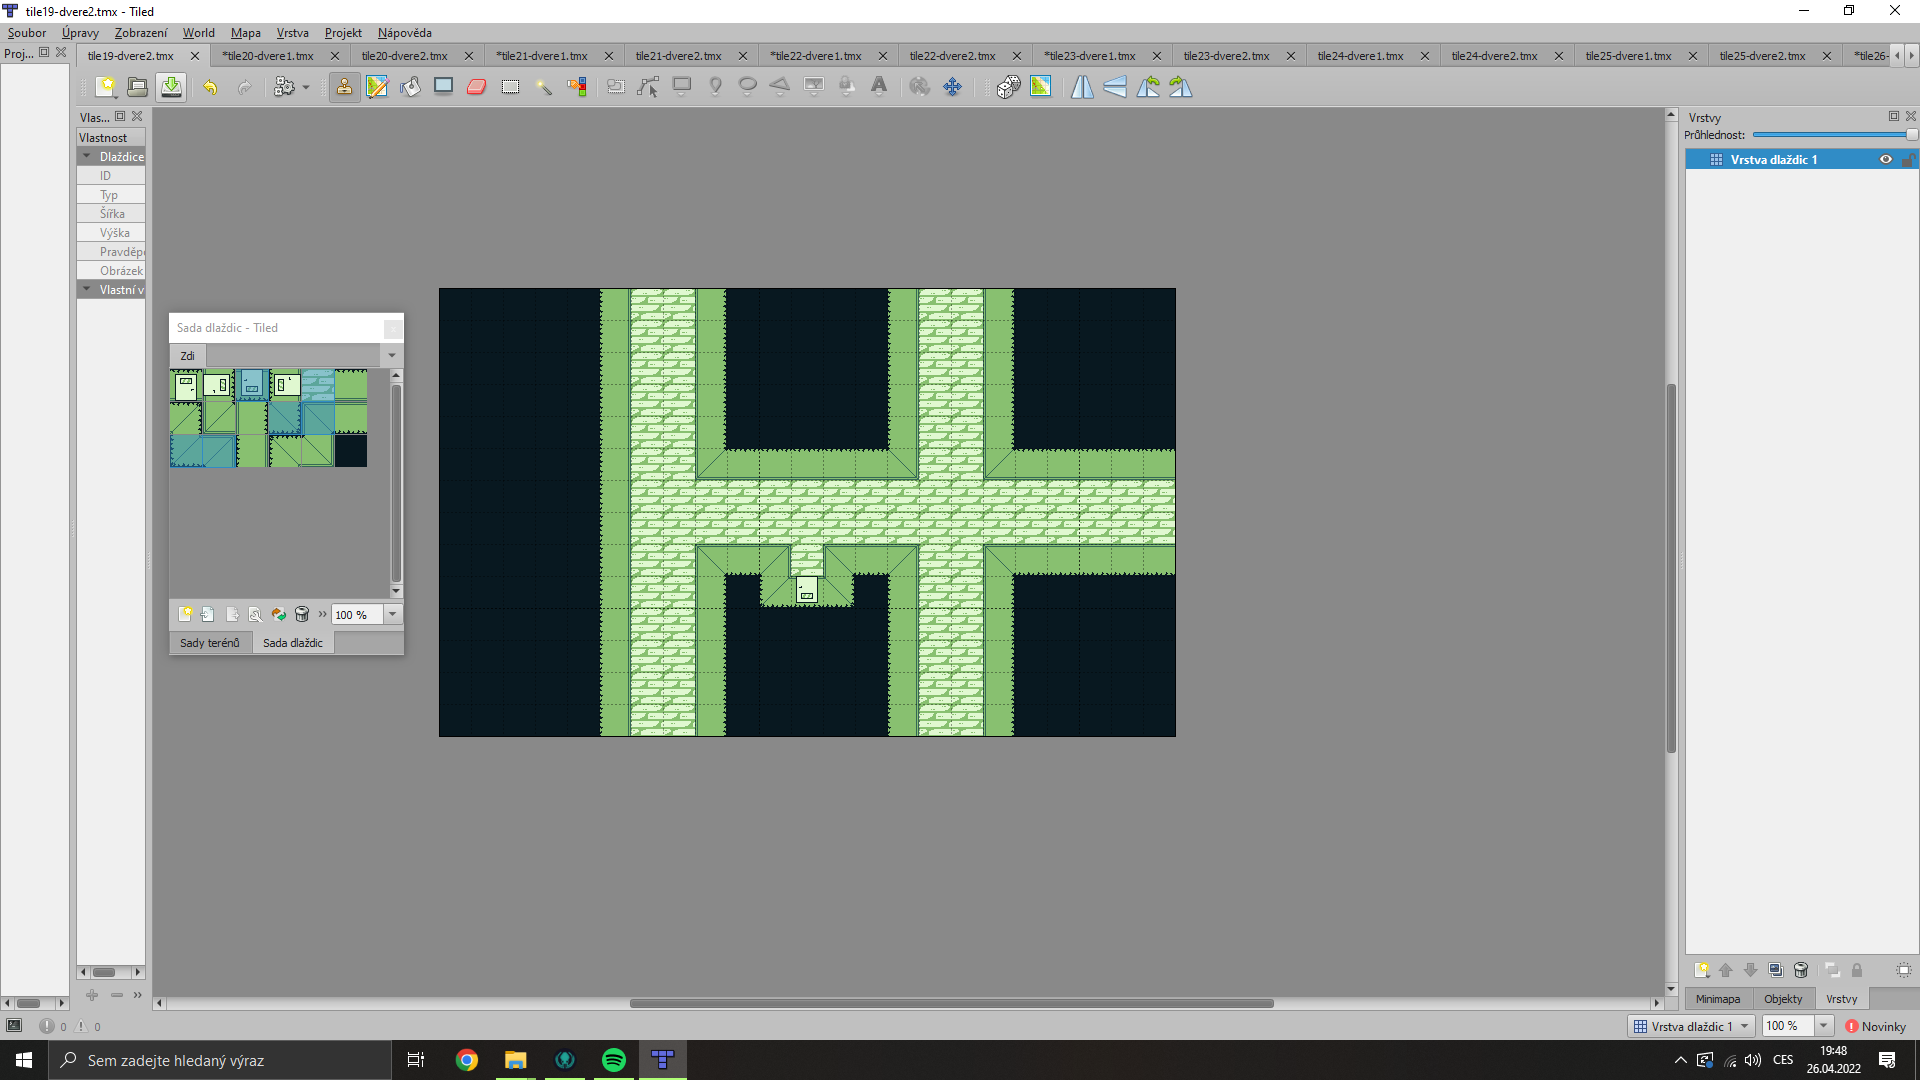 tile19-dvere2.tmx - Tiled
Soubor Úpravy Zobrazení World Mapa Vrstva Projekt Nápověda
Proj... tile19-dvere2.tmx *tile20-dvere1.tmx tile20-dvere2.tmx *tile21-dvere1.tmx tile21-dvere2.tmx *tile22-dvere1.tmx tile22-dvere2.tmx *tile23-dvere1.tmx tile23-dvere2.tmx tile24-dvere1.tmx tile24-dvere2.tmx tile25-dvere1.tmx tile25-dvere2.tmx *tile26-
Vlas...
Vlastnost
Dlaždice
ID
Typ
Šířka
Výška
Pravděpo
Obrázek
Vlastní v
Sada dlaždic - Tiled
Zdi
100 %
Sady terénů Sada dlaždic
Vrstvy
Průhlednost:
Vrstva dlaždic 1
Minimapa Objekty Vrstvy
0 0
Vrstva dlaždic 1 100 % Novinky
Sem zadejte hledaný výraz
CES
19:48
26.04.2022